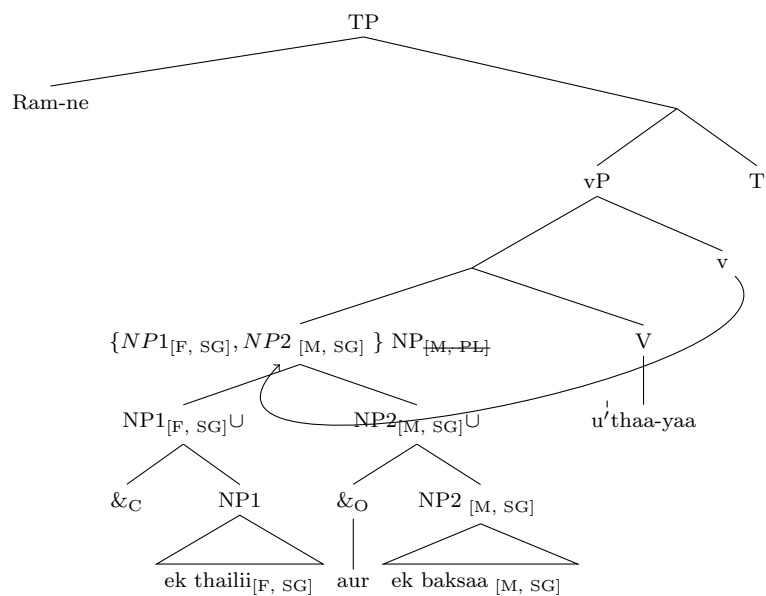 TP
Ram-ne
vP T
v
{NP1[F, SG], NP2 [M, SG] } NP[M, PL] V
NP1[F, SG]∪ NP2[M, SG]∪ u'thaa-yaa
&C NP1 &O NP2 [M, SG]
ek thailii[F, SG] aur ek baksaa [M, SG]